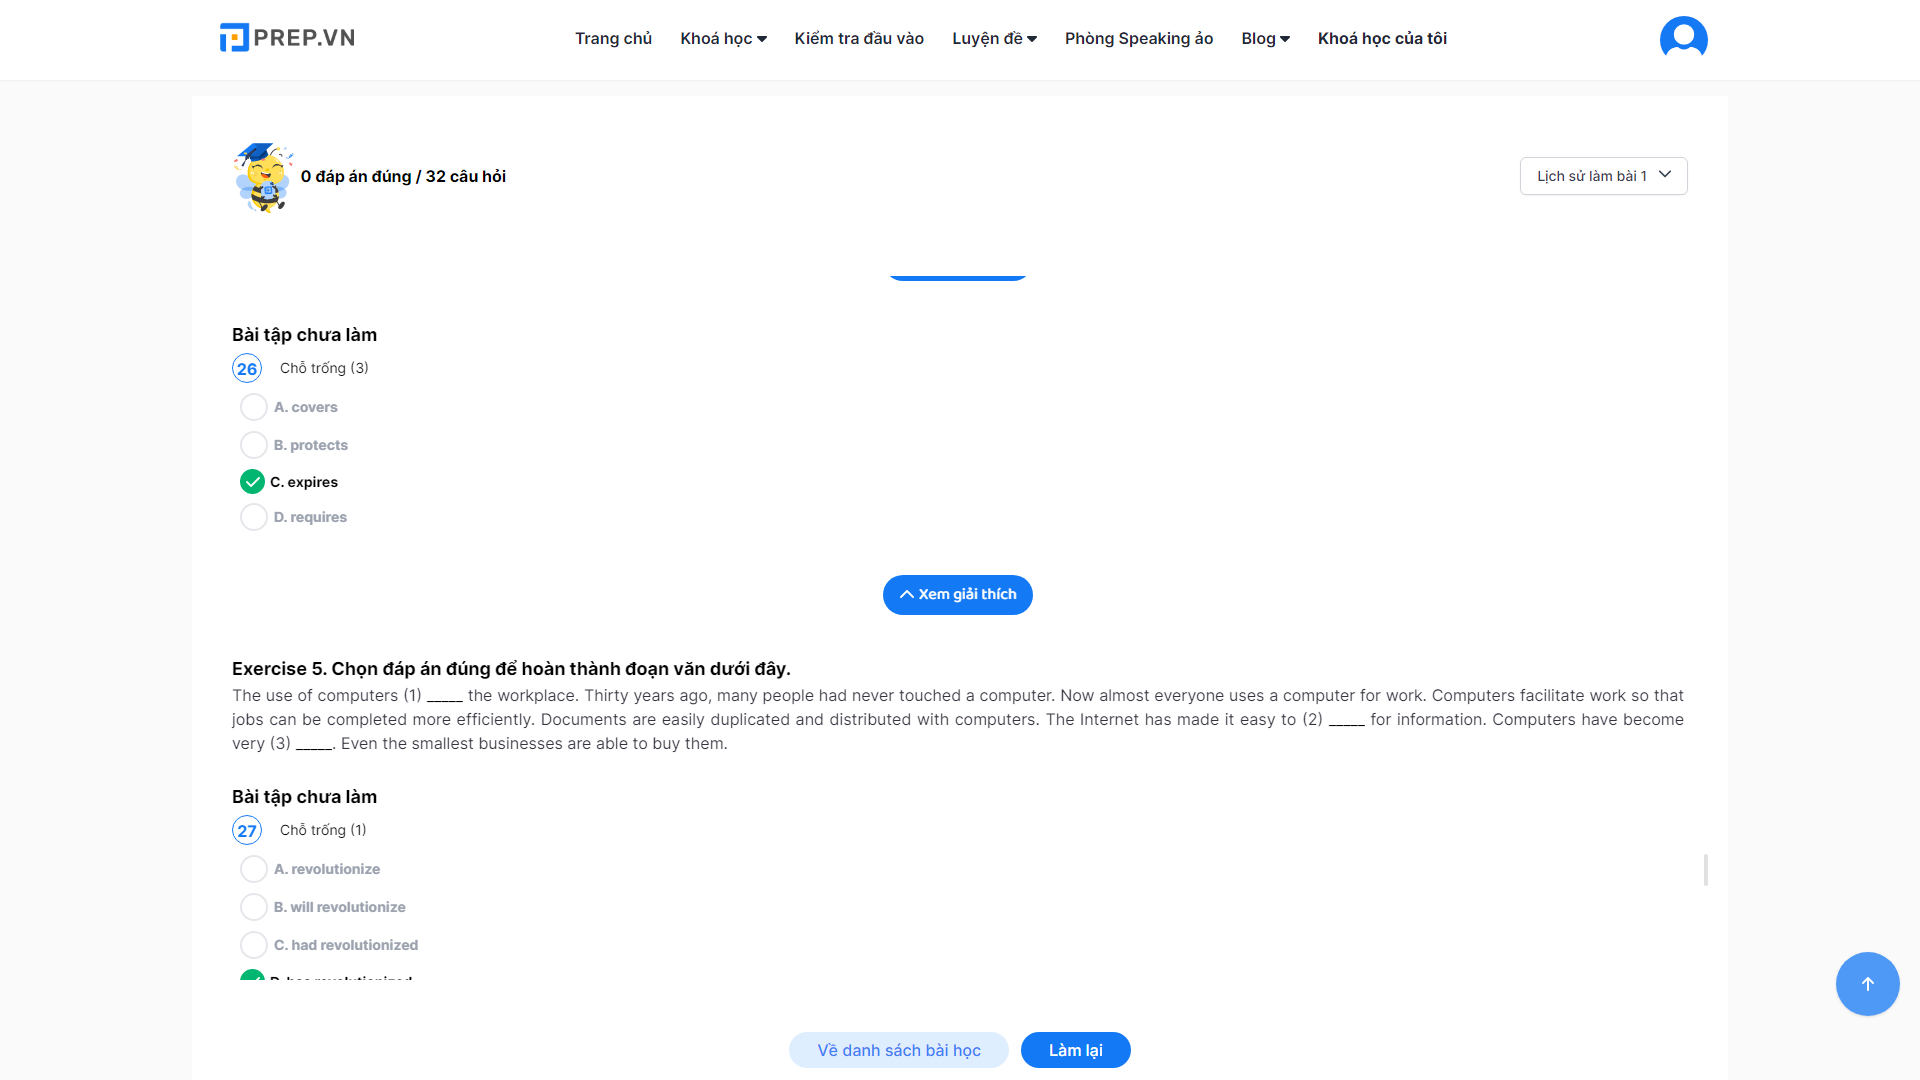 PREP.VN
Trang chủ Khoá học Kiểm tra đầu vào Luyện đề Phòng Speaking ảo Blog Khoá học của tôi
0 đáp án đúng / 32 câu hỏi
Lịch sử làm bài 1
Bài tập chưa làm
26 Chỗ trống (3)
A. covers
B. protects
C. expires
D. requires
Xem giải thích
Exercise 5. Chọn đáp án đúng để hoàn thành đoạn văn dưới đây.
The use of computers (1) _____ the workplace. Thirty years ago, many people had never touched a computer. Now almost everyone uses a computer for work. Computers facilitate work so that
jobs can be completed more efficiently. Documents are easily duplicated and distributed with computers. The Internet has made it easy to (2) _____ for information. Computers have become
very (3) _____. Even the smallest businesses are able to buy them.
Bài tập chưa làm
27 Chỗ trống (1)
A. revolutionize
B. will revolutionize
C. had revolutionized
D. has revolutionized
Về danh sách bài học Làm lại